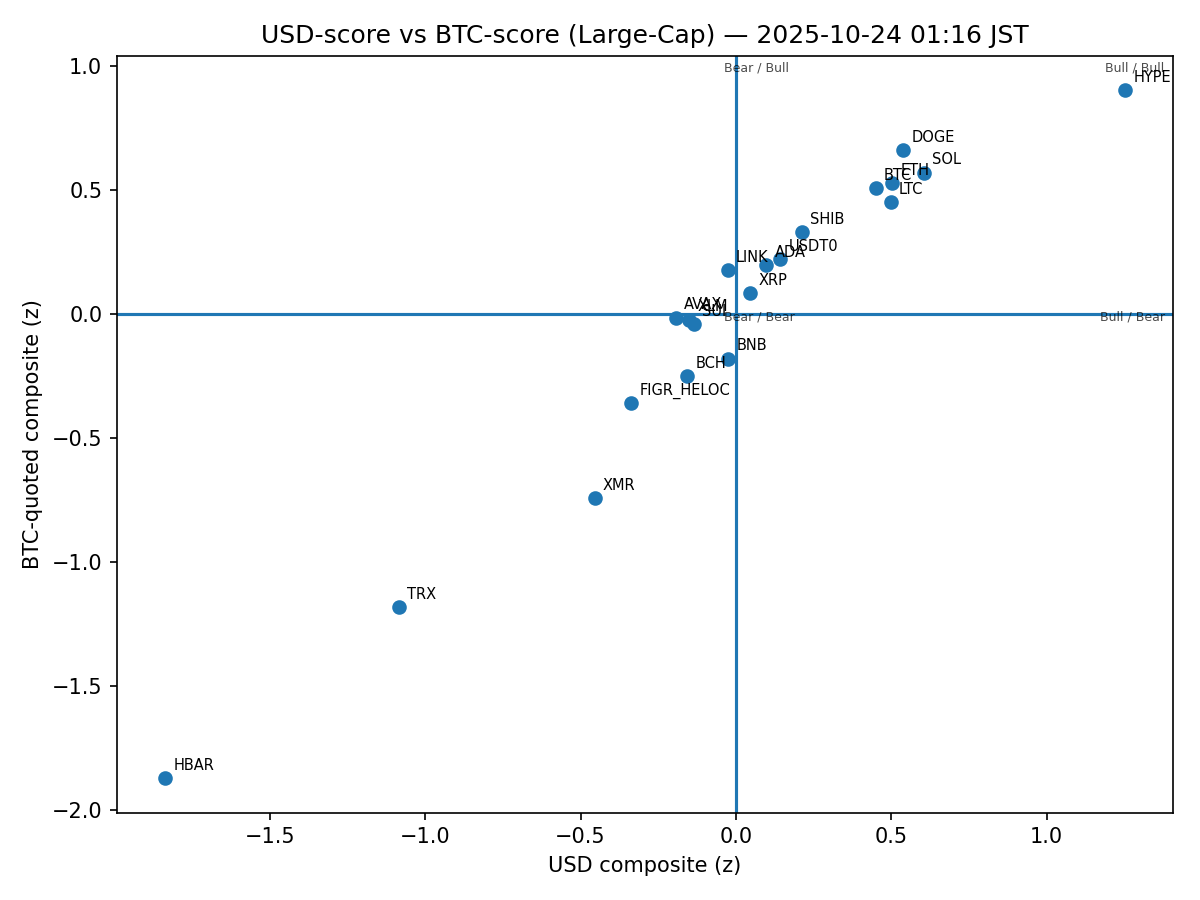 USD-score vs BTC-score (Large-Cap) — 2025-10-24 01:16 JST
Bear / Bull
Bull / Bull
HYPE
DOGE
SOL
ETH
BTC
LTC
SHIB
USDT0
ADA
LINK
XRP
AVAX
XLM
SUI
Bear / Bear
Bull / Bear
BNB
BCH
FIGR_HELOC
XMR
TRX
HBAR
1.0
0.5
0.0
−0.5
−1.0
−1.5
−2.0
BTC-quoted composite (z)
−1.5
−1.0
−0.5
0.0
0.5
1.0
USD composite (z)